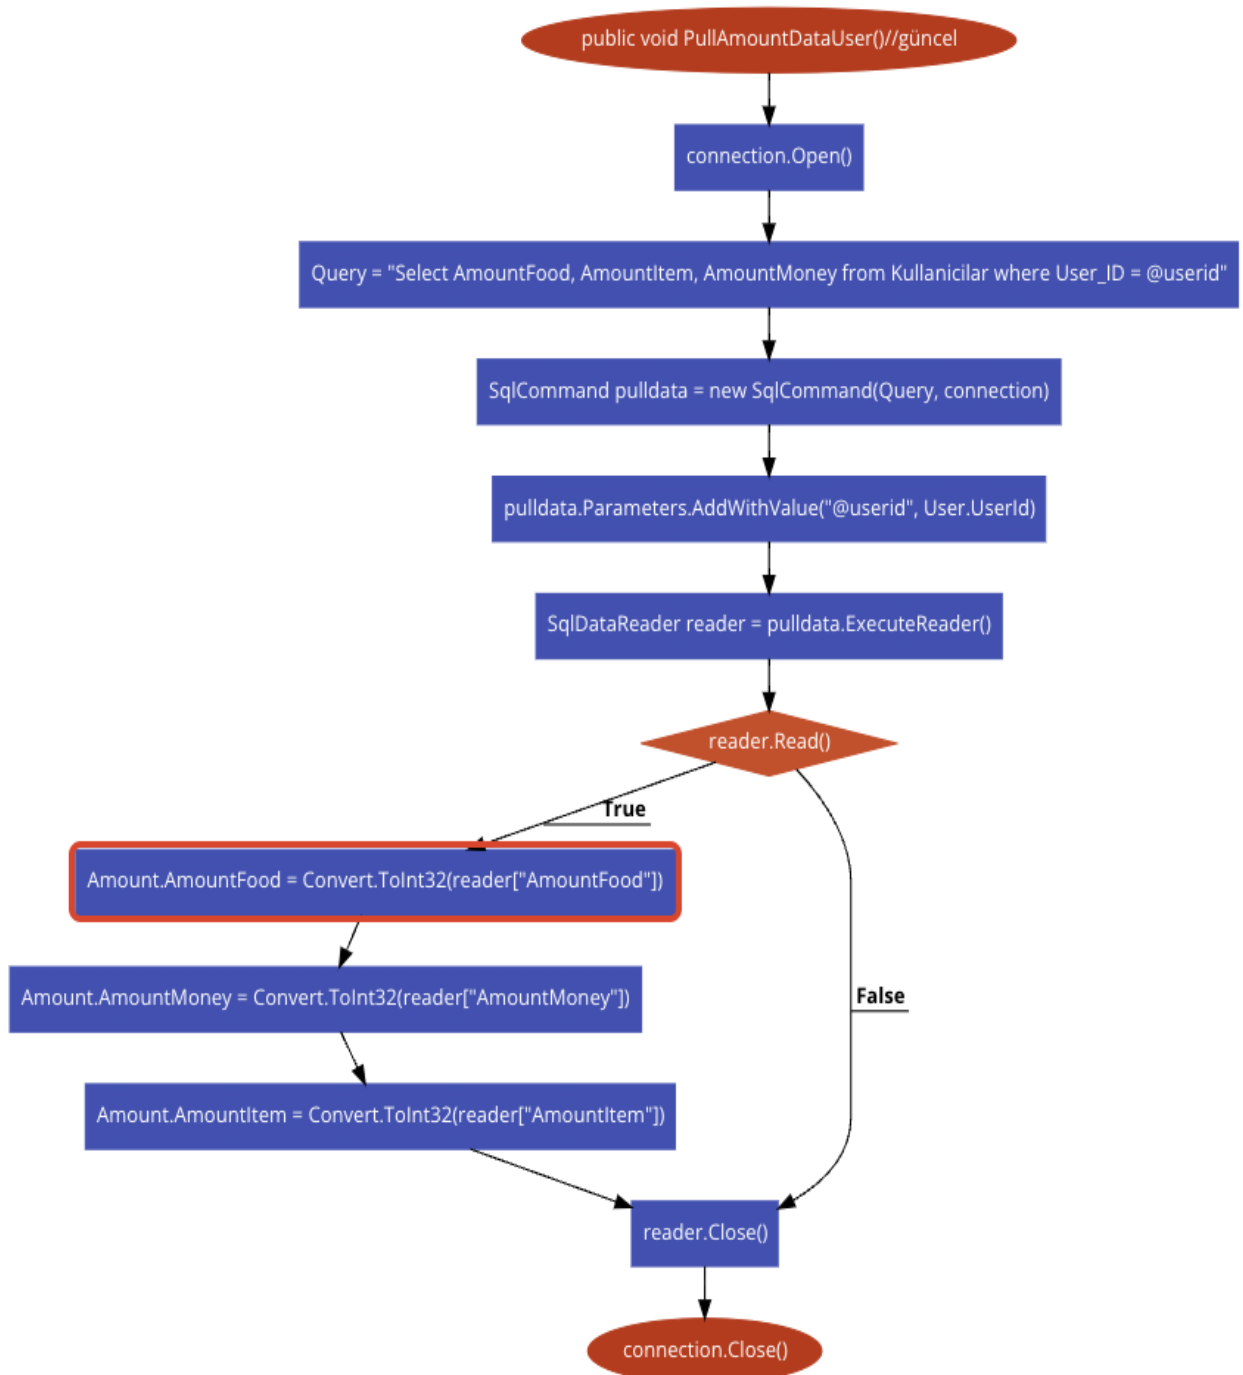 public void PullAmountDataUser()//güncel
connection.Open()
Query = "Select AmountFood, AmountItem, AmountMoney from Kullanicilar where User_ID = @userid"
SqlCommand pulldata = new SqlCommand(Query, connection)
pulldata.Parameters.AddWithValue("@userid", User.UserId)
SqlDataReader reader = pulldata.ExecuteReader()
reader.Read()
True
Amount.AmountFood = Convert.ToInt32(reader["AmountFood"])
Amount.AmountMoney = Convert.ToInt32(reader["AmountMoney"])
False
Amount.AmountItem = Convert.ToInt32(reader["AmountItem"])
reader.Close()
connection.Close()